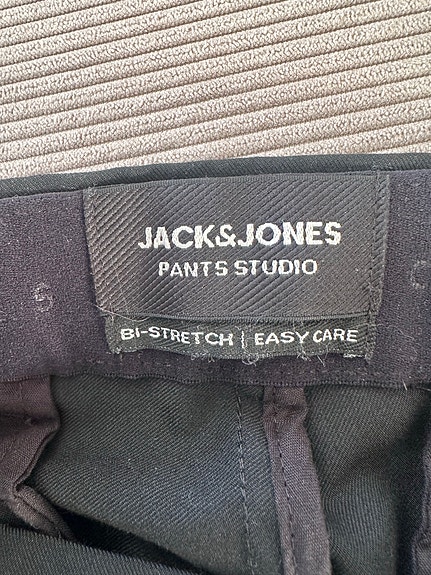 JACK&JONES
PANTS STUDIO
BI-STRETCH | EASY CARE